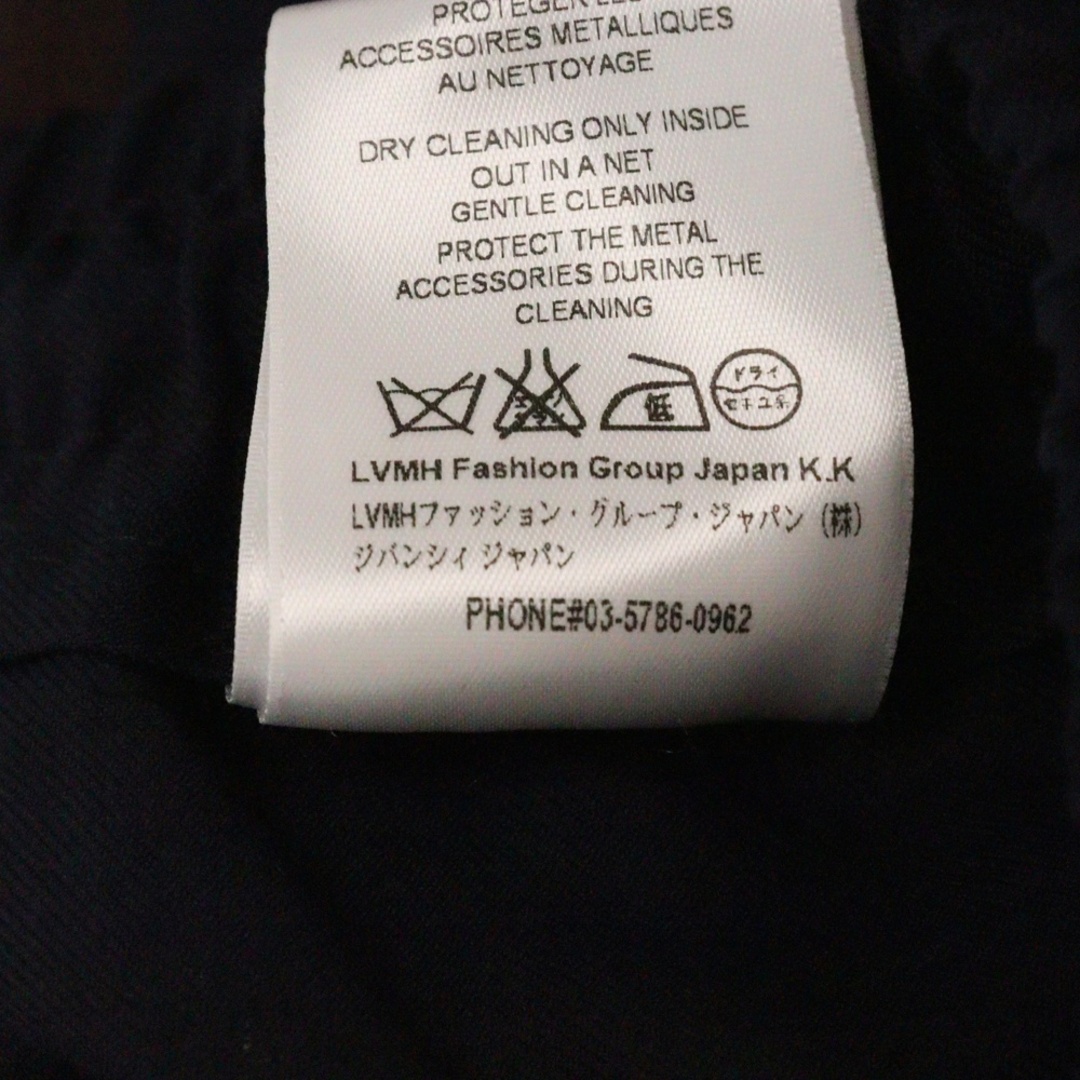 PROTEGER LES
ACCESSOIRES METALLIQUES
AU NETTOYAGE
DRY CLEANING ONLY INSIDE
OUT IN A NET
GENTLE CLEANING
PROTECT THE METAL
ACCESSORIES DURING THE
CLEANING
低
ドライ
セキユ系
LVMH Fashion Group Japan K.K
LVMHファッション・グループ・ジャパン (株)
ジバンシィ ジャパン
PHONE#03-5786-0962